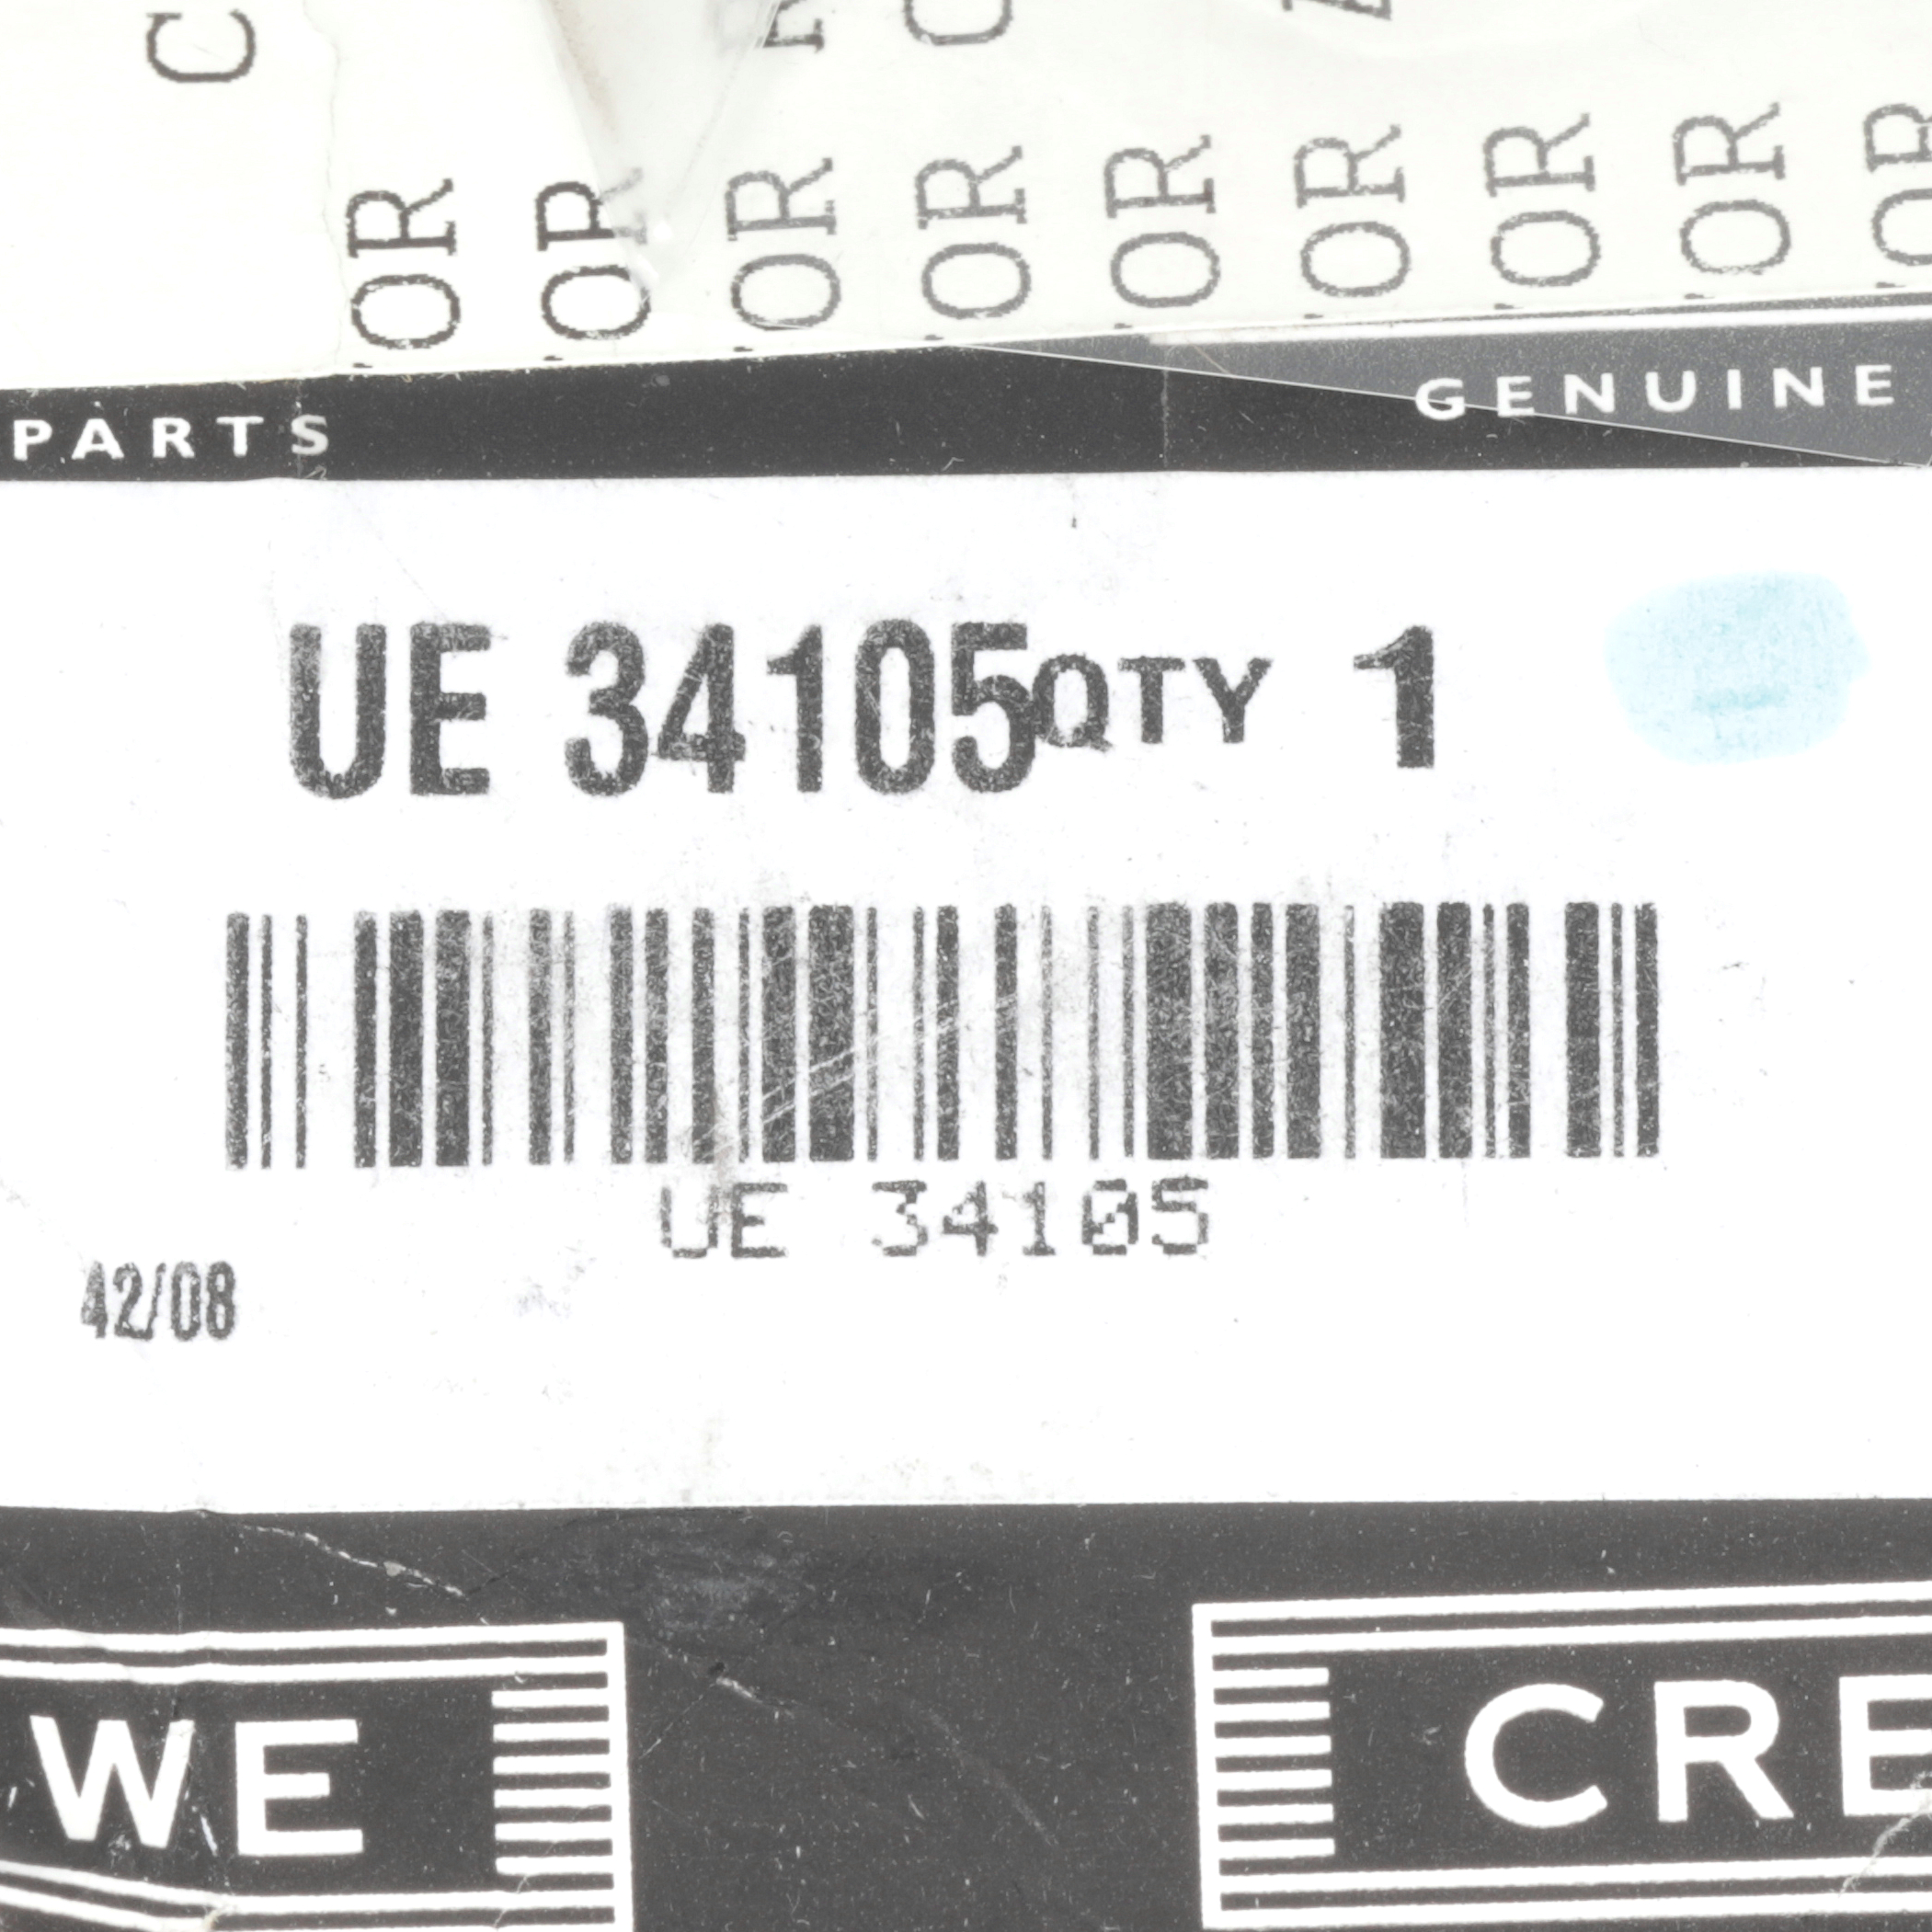 C
OR OR OR OR OR OR OR OR OR
PARTS
GENUINE
UE 34105 QTY 1
UE 34105
42/08
WE
CRE